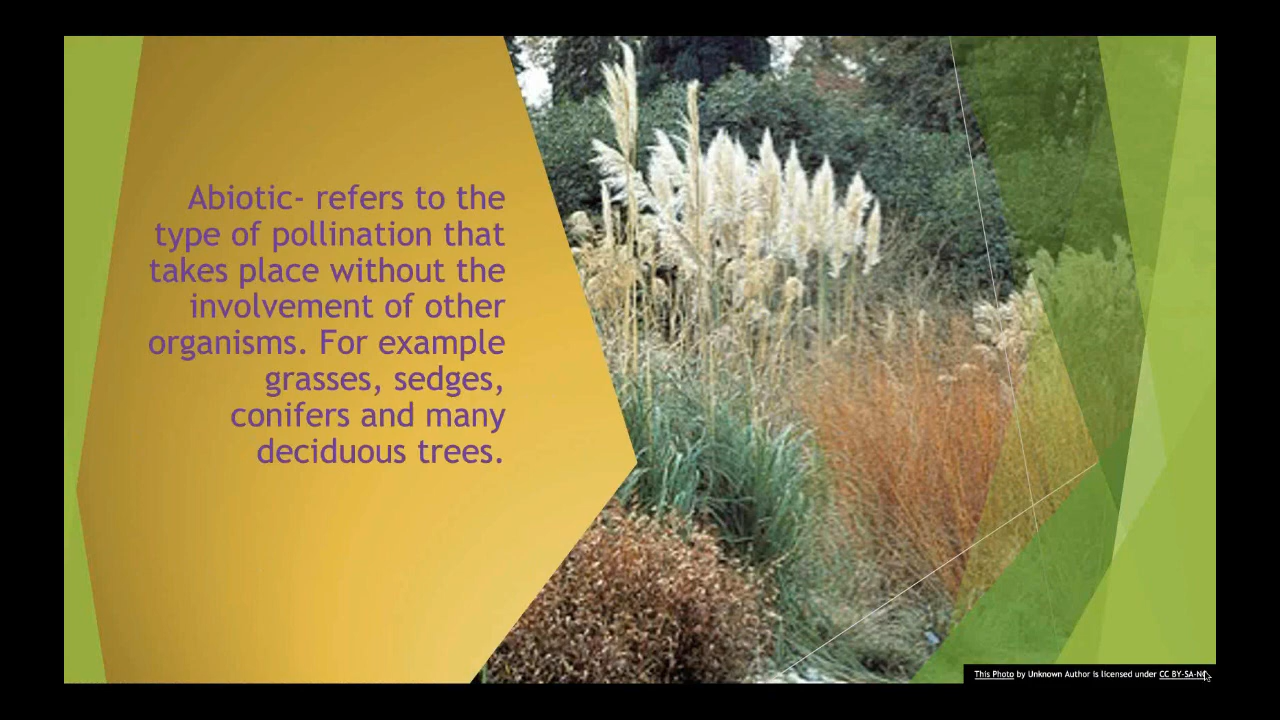 Abiotic- refers to the
type of pollination that
takes place without the
involvement of other
organisms. For example
grasses, sedges,
conifers and many
deciduous trees.
This Photo by Unknown Author is licensed under CC BY-SA-NC